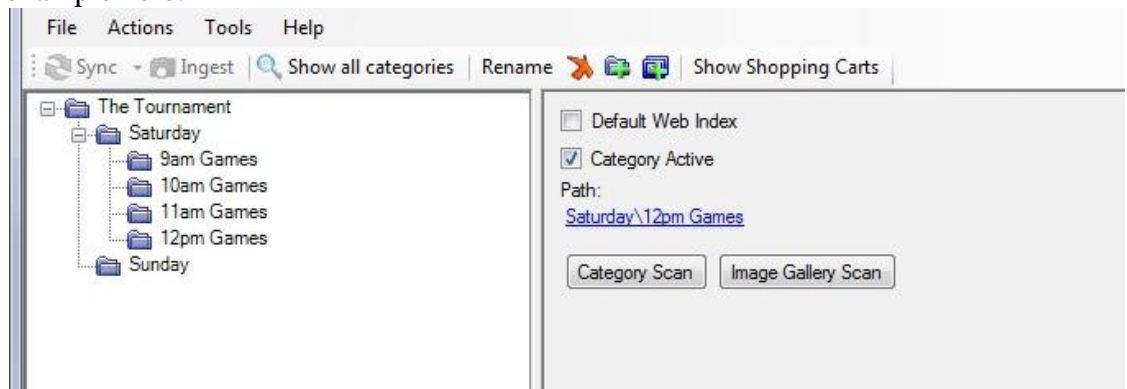 File Actions Tools Help
Sync Ingest Show all categories Rename Show Shopping Carts
The Tournament
Saturday
9am Games
10am Games
11am Games
12pm Games
Sunday
Default Web Index
Category Active
Path:
Saturday\12pm Games
Category Scan Image Gallery Scan